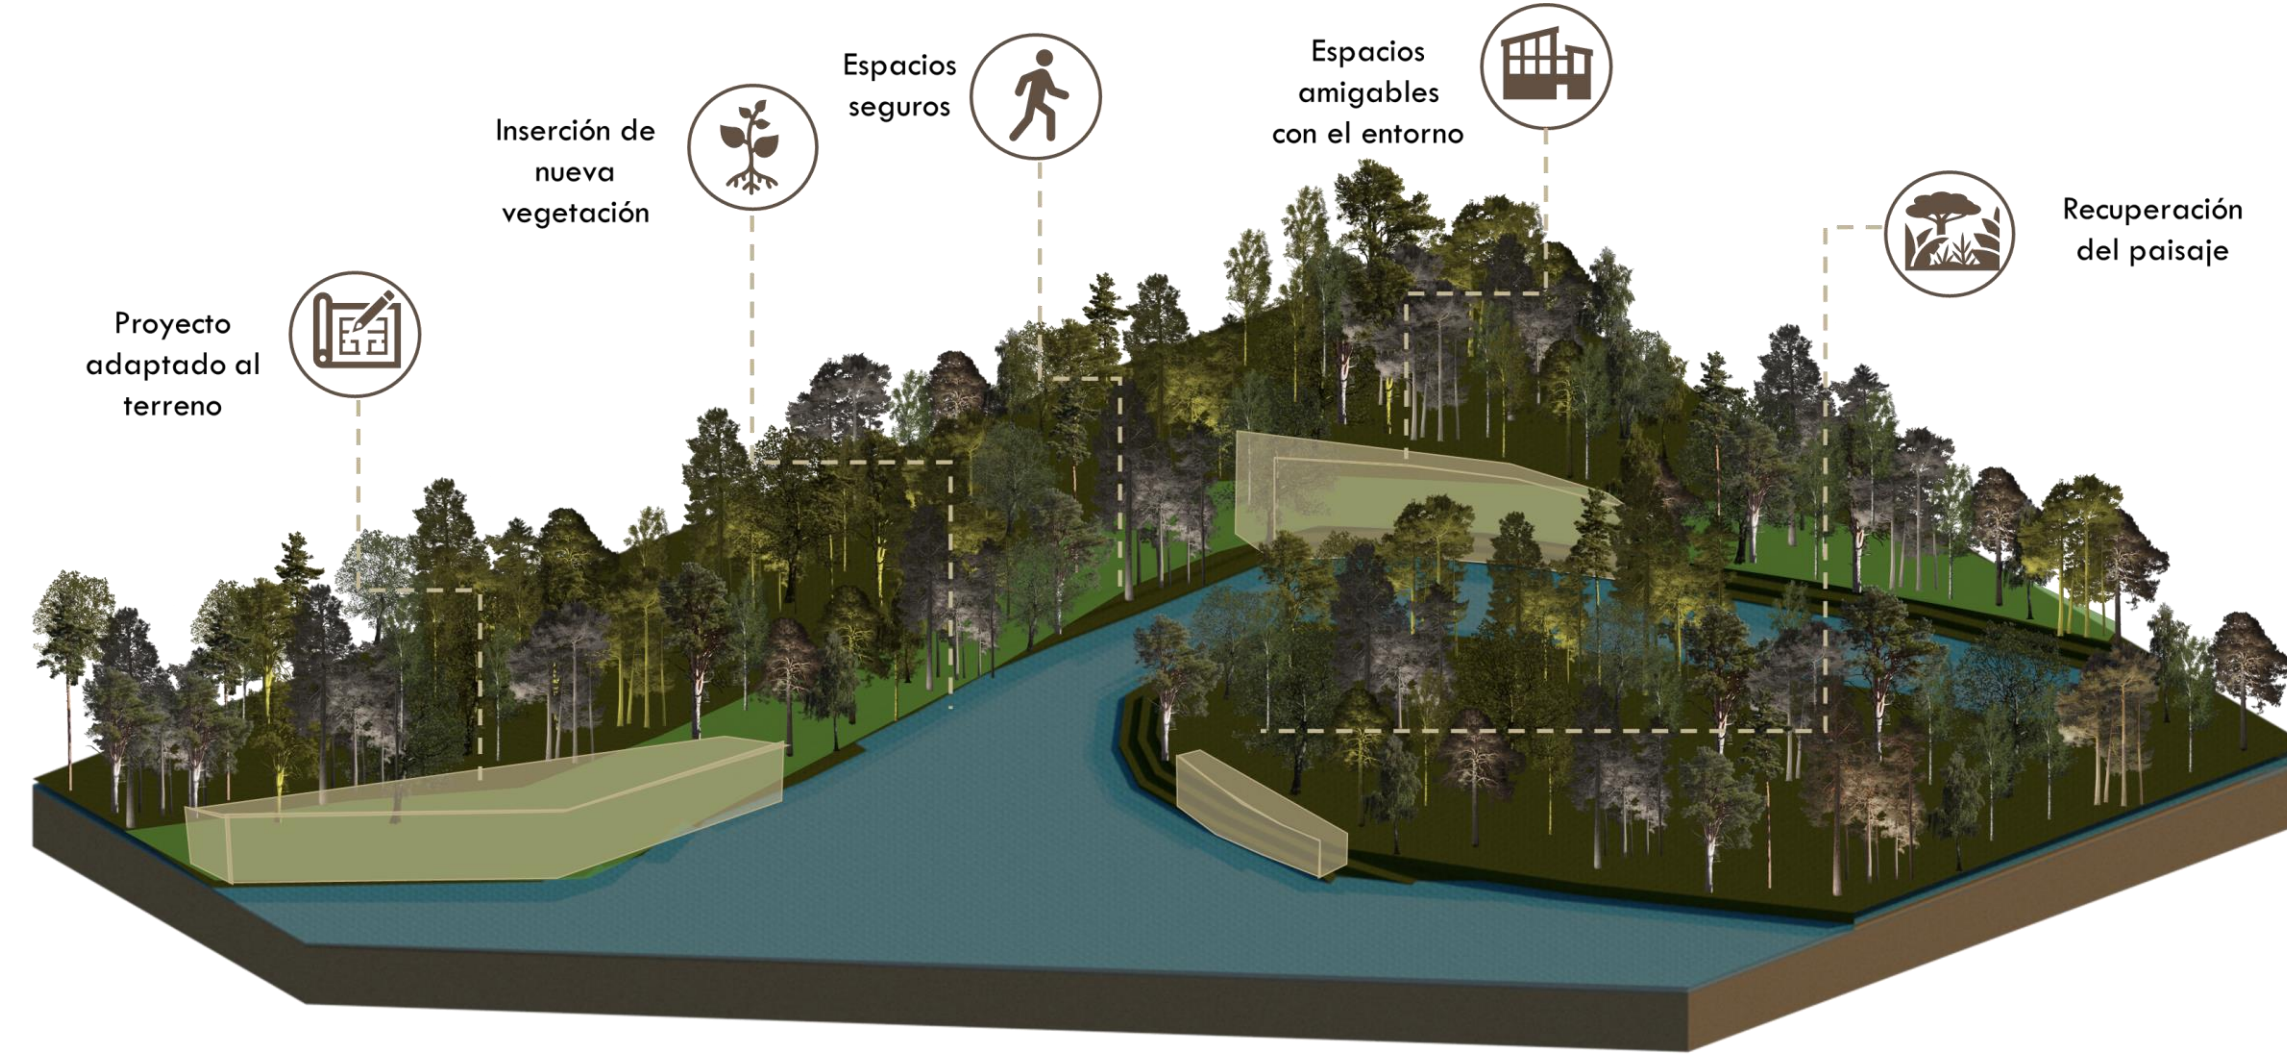 Proyecto
adaptado al
terreno
Inserción de
nueva
vegetación
Espacios
seguros
Espacios
amigables
con el entorno
Recuperación
del paisaje